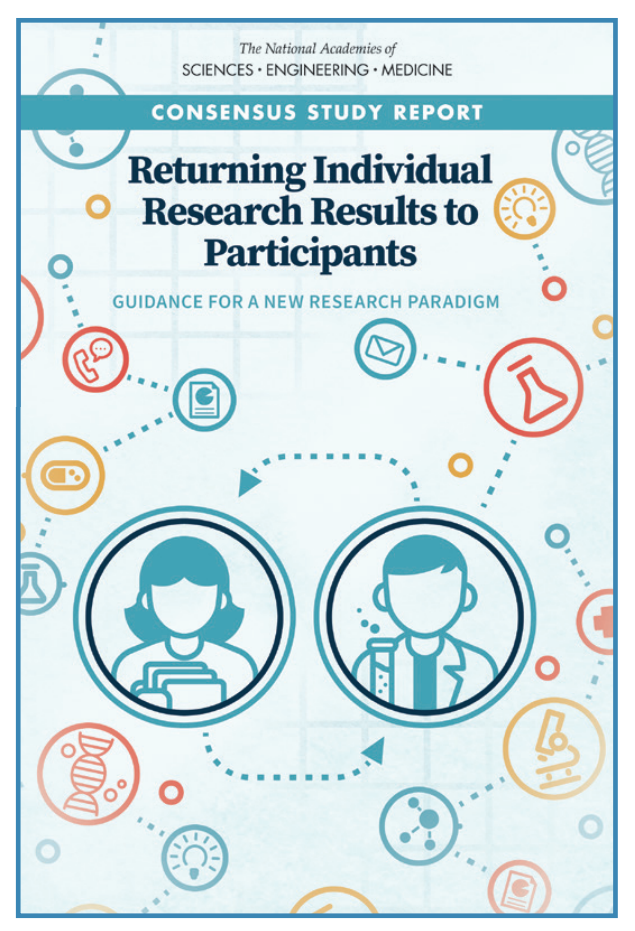 The National Academies of
SCIENCES · ENGINEERING · MEDICINE
CONSENSUS STUDY REPORT
Returning Individual
Research Results to
Participants
GUIDANCE FOR A NEW RESEARCH PARADIGM